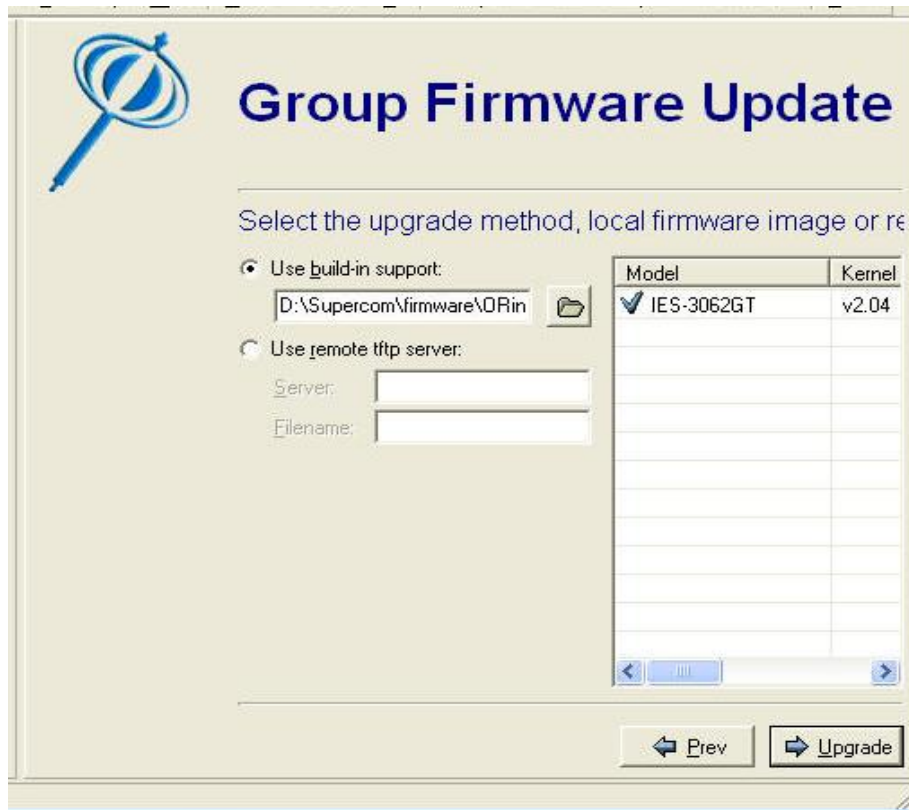 Group Firmware Update
Select the upgrade method, local firmware image or re
Use build-in support:
D:\Supercom\firmware\ORin
Use remote tftp server:
Server:
Filename:
Model Kernel
IES-3062GT v2.04
Prev Upgrade